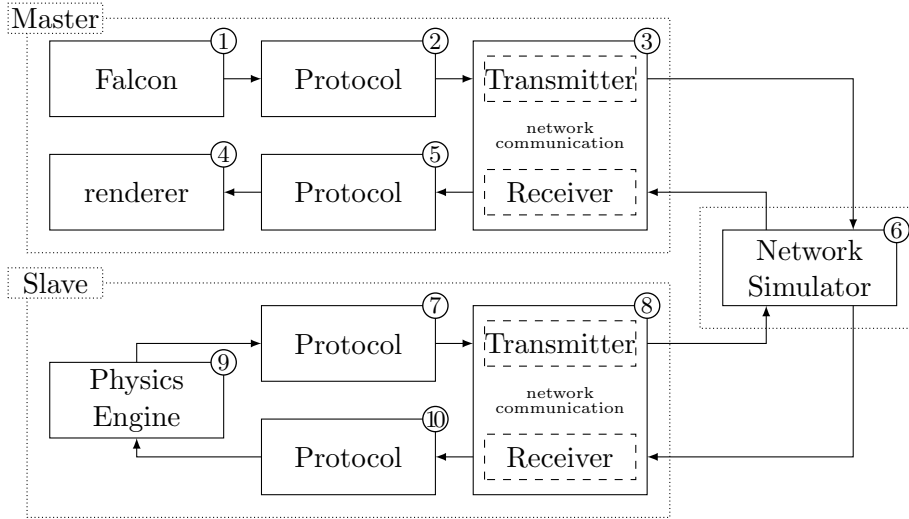 Master
1
2
3
Falcon
Protocol
Transmitter
network
communication
4
5
renderer
Protocol
Receiver
6
Network
Simulator
Slave
7
8
Protocol
Transmitter
9
Physics
Engine
network
communication
10
Protocol
Receiver